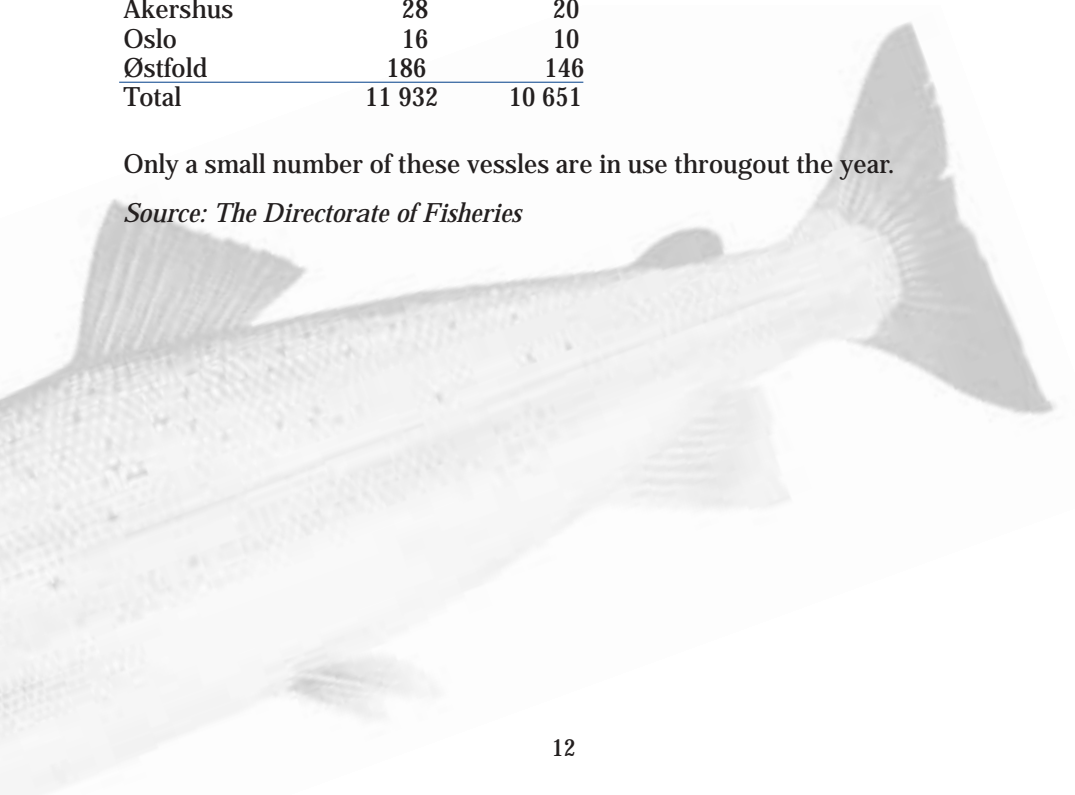 Akershus 28 20
Oslo 16 10
Østfold 186 146
Total 11 932 10 651
Only a small number of these vessles are in use througout the year.
Source: The Directorate of Fisheries
12